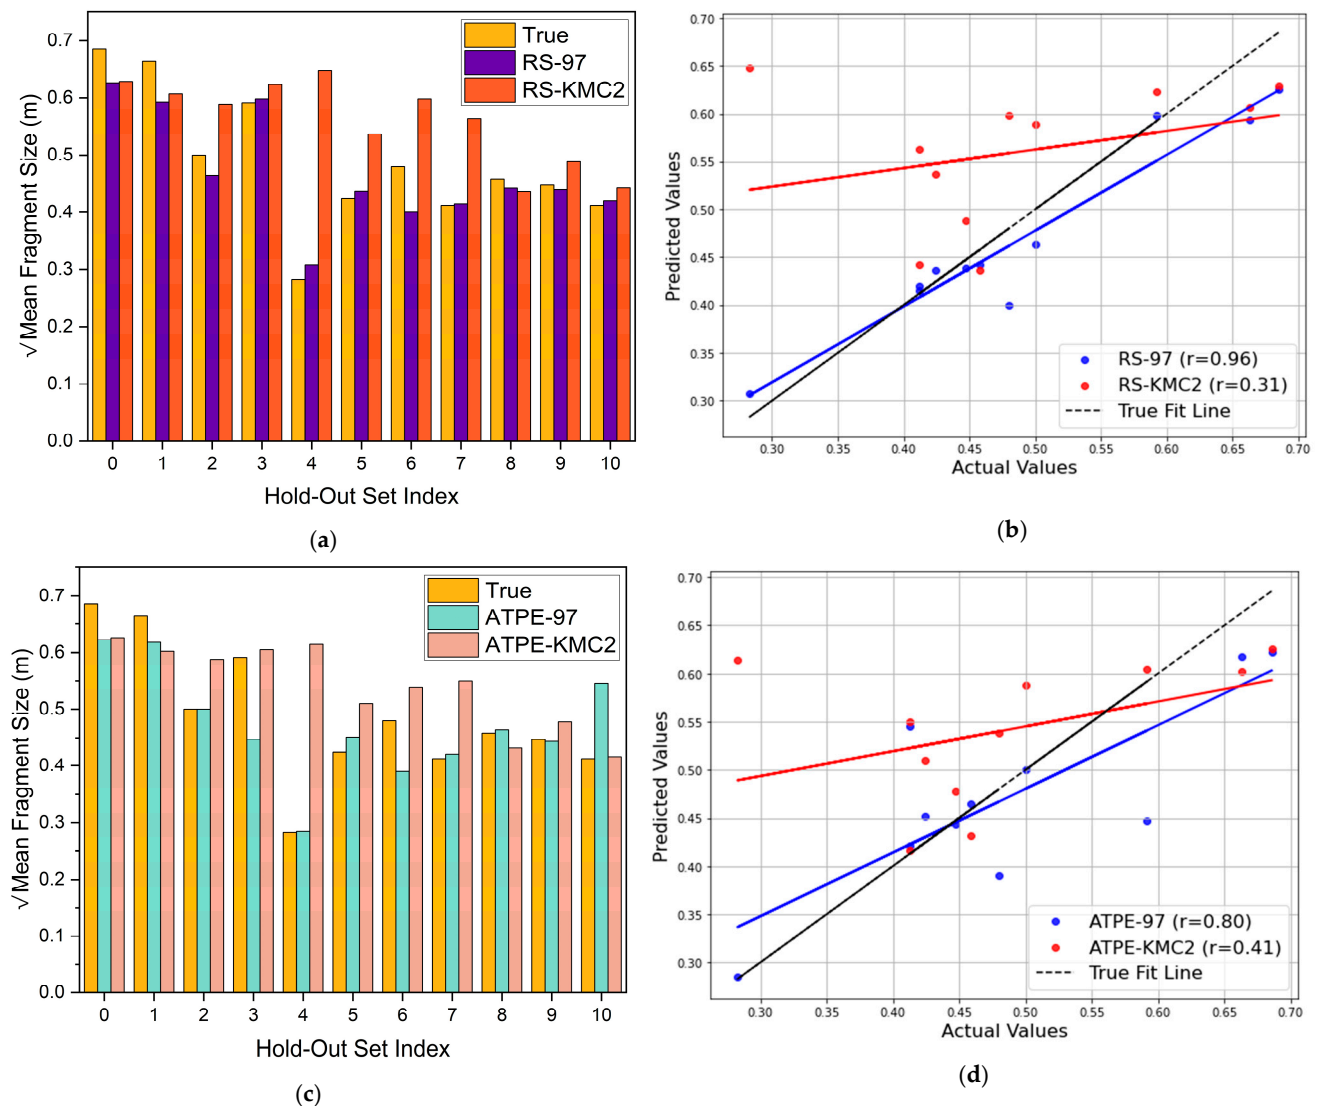 True
RS-97
RS-KMC2
0.7
0.6
0.5
0.4
0.3
0.2
0.1
0.0
√Mean Fragment Size (m)
0 1 2 3 4 5 6 7 8 9 10
Hold-Out Set Index
(a)
0.70
0.65
0.60
0.55
0.50
0.45
0.40
0.35
0.30
Predicted Values
RS-97 (r=0.96)
RS-KMC2 (r=0.31)
True Fit Line
0.30 0.35 0.40 0.45 0.50 0.55 0.60 0.65 0.70
Actual Values
(b)
True
ATPE-97
ATPE-KMC2
0.7
0.6
0.5
0.4
0.3
0.2
0.1
0.0
√Mean Fragment Size (m)
0 1 2 3 4 5 6 7 8 9 10
Hold-Out Set Index
(c)
0.70
0.65
0.60
0.55
0.50
0.45
0.40
0.35
0.30
Predicted Values
ATPE-97 (r=0.80)
ATPE-KMC2 (r=0.41)
True Fit Line
0.30 0.35 0.40 0.45 0.50 0.55 0.60 0.65 0.70
Actual Values
(d)